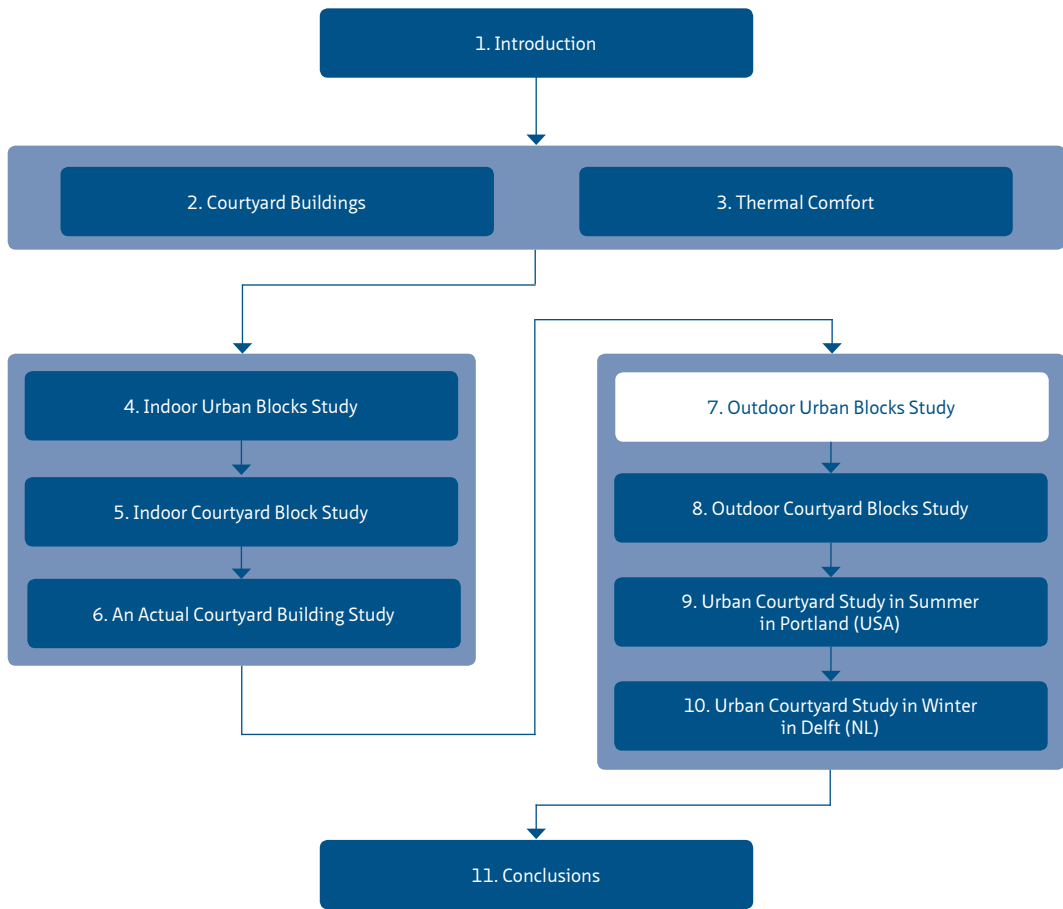 1. Introduction
2. Courtyard Buildings
3. Thermal Comfort
4. Indoor Urban Blocks Study
5. Indoor Courtyard Block Study
6. An Actual Courtyard Building Study
7. Outdoor Urban Blocks Study
8. Outdoor Courtyard Blocks Study
9. Urban Courtyard Study in Summer
in Portland (USA)
10. Urban Courtyard Study in Winter
in Delft (NL)
11. Conclusions